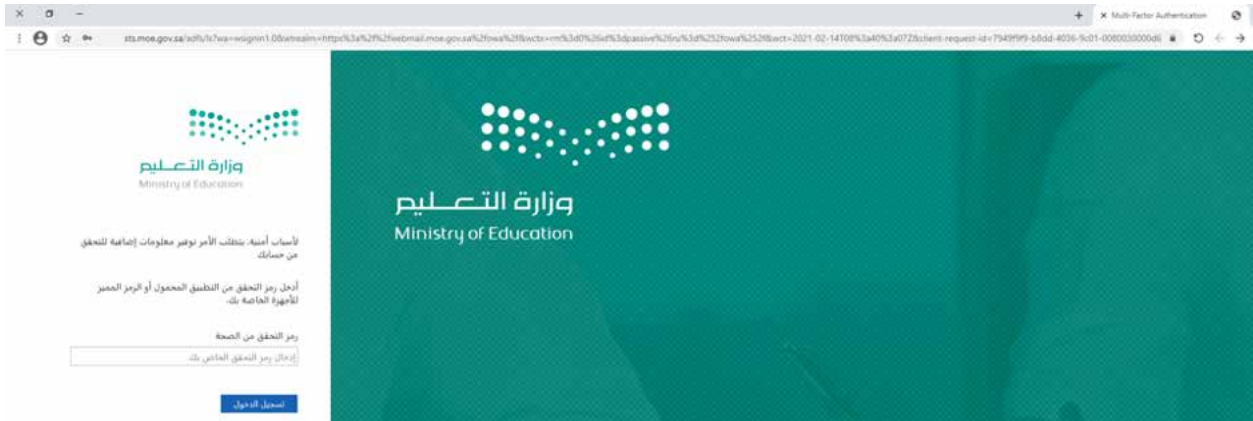 Multi-Factor Authentication
وزارة التعليم
Ministry of Education
لأسباب أمنية، يتطلب الأمر توفير معلومات إضافية للتحقق
من حسابك
أدخل رمز التحقق من التطبيق المحمول أو الرمز المميز
للأجهزة الخاصة بك.
رمز التحقق من الصحة
إدخال رمز التحقق الخاص بك
تسجيل الدخول
وزارة التعليم
Ministry of Education